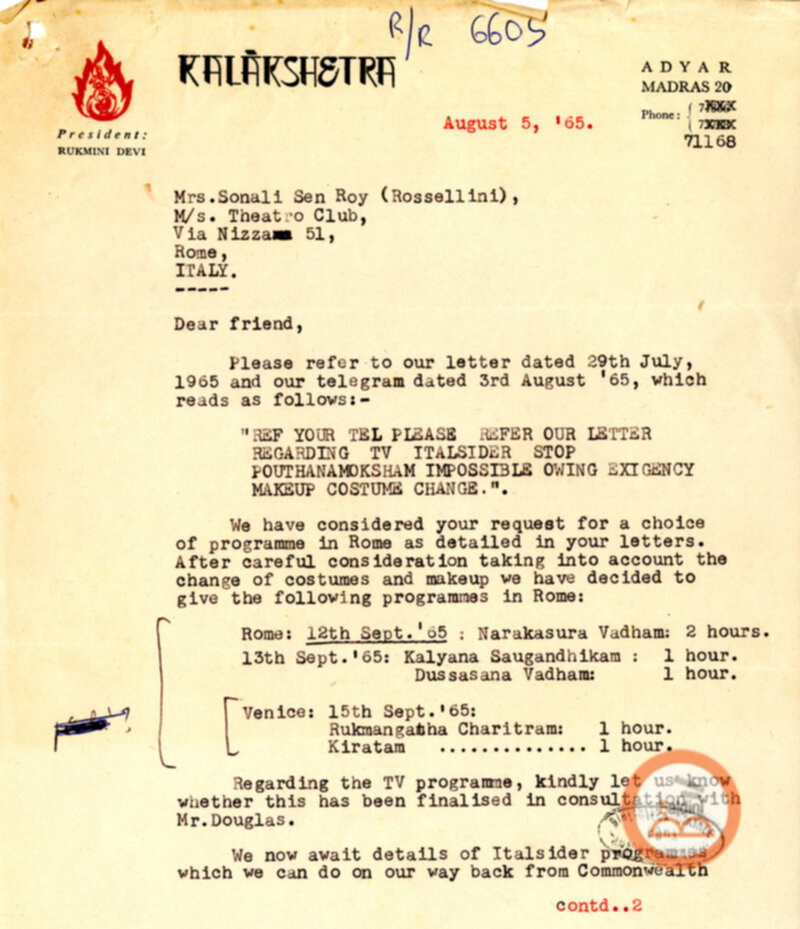 R/R 6605
KALĀKSHETRA
ADYAR
MADRAS 20
Phone:
71168
President:
RUKMINI DEVI
August 5, '65.
Mrs.Sonali Sen Roy (Rossellini),
M/s. Theatro Club,
Via Nizza 51,
Rome,
ITALY.
-----
Dear friend,
Please refer to our letter dated 29th July,
1965 and our telegram dated 3rd August '65, which
reads as follows:-
"REF YOUR TEL PLEASE REFER OUR LETTER
REGARDING TV ITALSIDER STOP
POUTHANAMOKSHAM IMPOSSIBLE OWING EXIGENCY
MAKEUP COSTUME CHANGE.".
We have considered your request for a choice
of programme in Rome as detailed in your letters.
After careful consideration taking into account the
change of costumes and makeup we have decided to
give the following programmes in Rome:
Rome: 12th Sept.'65 : Narakasura Vadham: 2 hours.
13th Sept.'65: Kalyana Saugandhikam : 1 hour.
Dussasana Vadham: 1 hour.
Venice: 15th Sept.'65:
Rukmangatha Charitram: 1 hour.
Kiratam .............. 1 hour.
Regarding the TV programme, kindly let us know
whether this has been finalised in consultation with
Mr.Douglas.
We now await details of Italsider programmes
which we can do on our way back from Commonwealth
contd..2